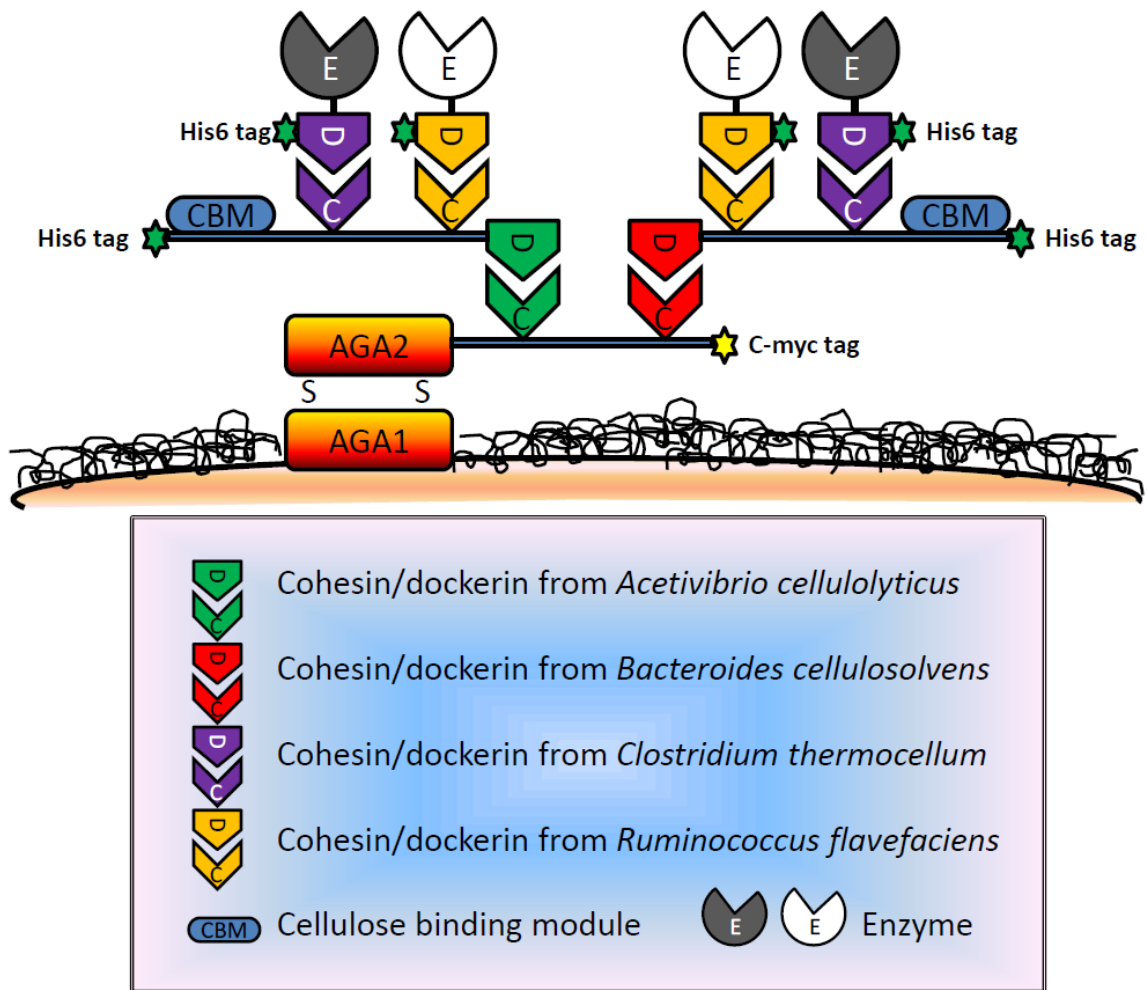 E E E E
His6 tag D D D D His6 tag
C C C C
CBM CBM
His6 tag D D His6 tag
C C
AGA2 C-myc tag
S S
AGA1
D
C Cohesin/dockerin from Acetivibrio cellulolyticus
D
C Cohesin/dockerin from Bacteroides cellulosolvens
D
C Cohesin/dockerin from Clostridium thermocellum
D
C Cohesin/dockerin from Ruminococcus flavefaciens
CBM Cellulose binding module E E Enzyme